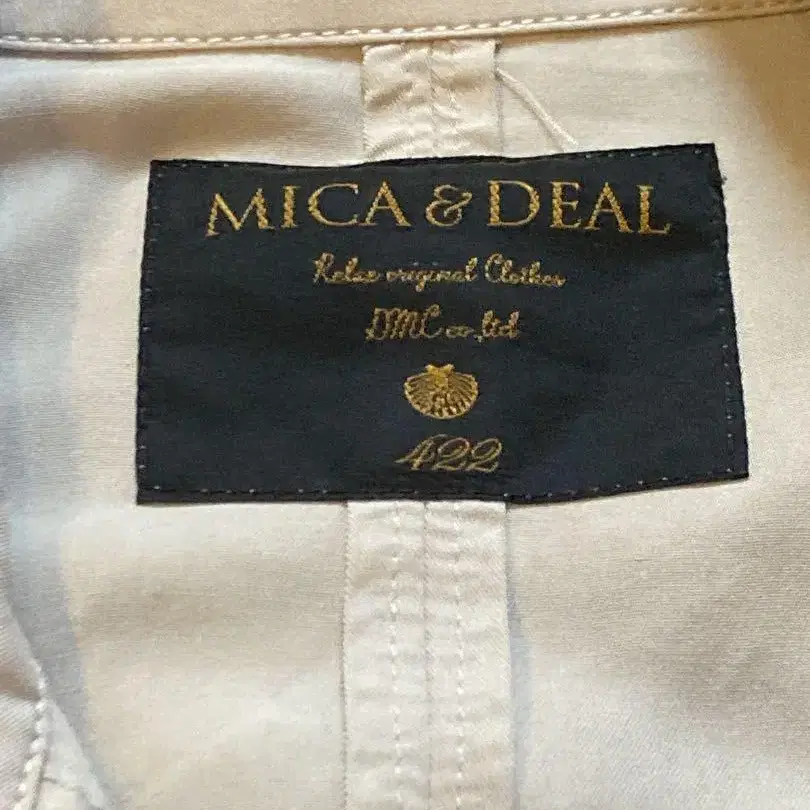 MICA & DEAL
Relax original Clothes
DMC co,ltd
422